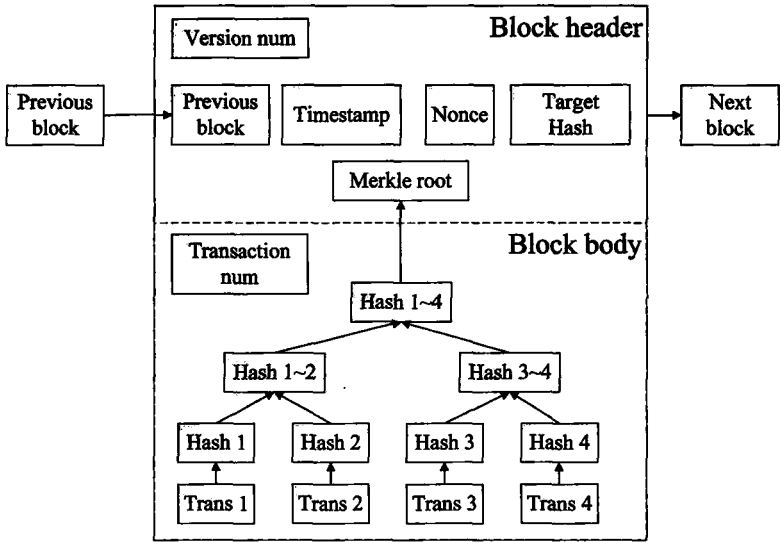 Block header
Version num
Previous
block
Previous
block
Timestamp
Nonce
Target
Hash
Next
block
Merkle root
Block body
Transaction
num
Hash 1~4
Hash 1~2
Hash 3~4
Hash 1
Hash 2
Hash 3
Hash 4
Trans 1
Trans 2
Trans 3
Trans 4